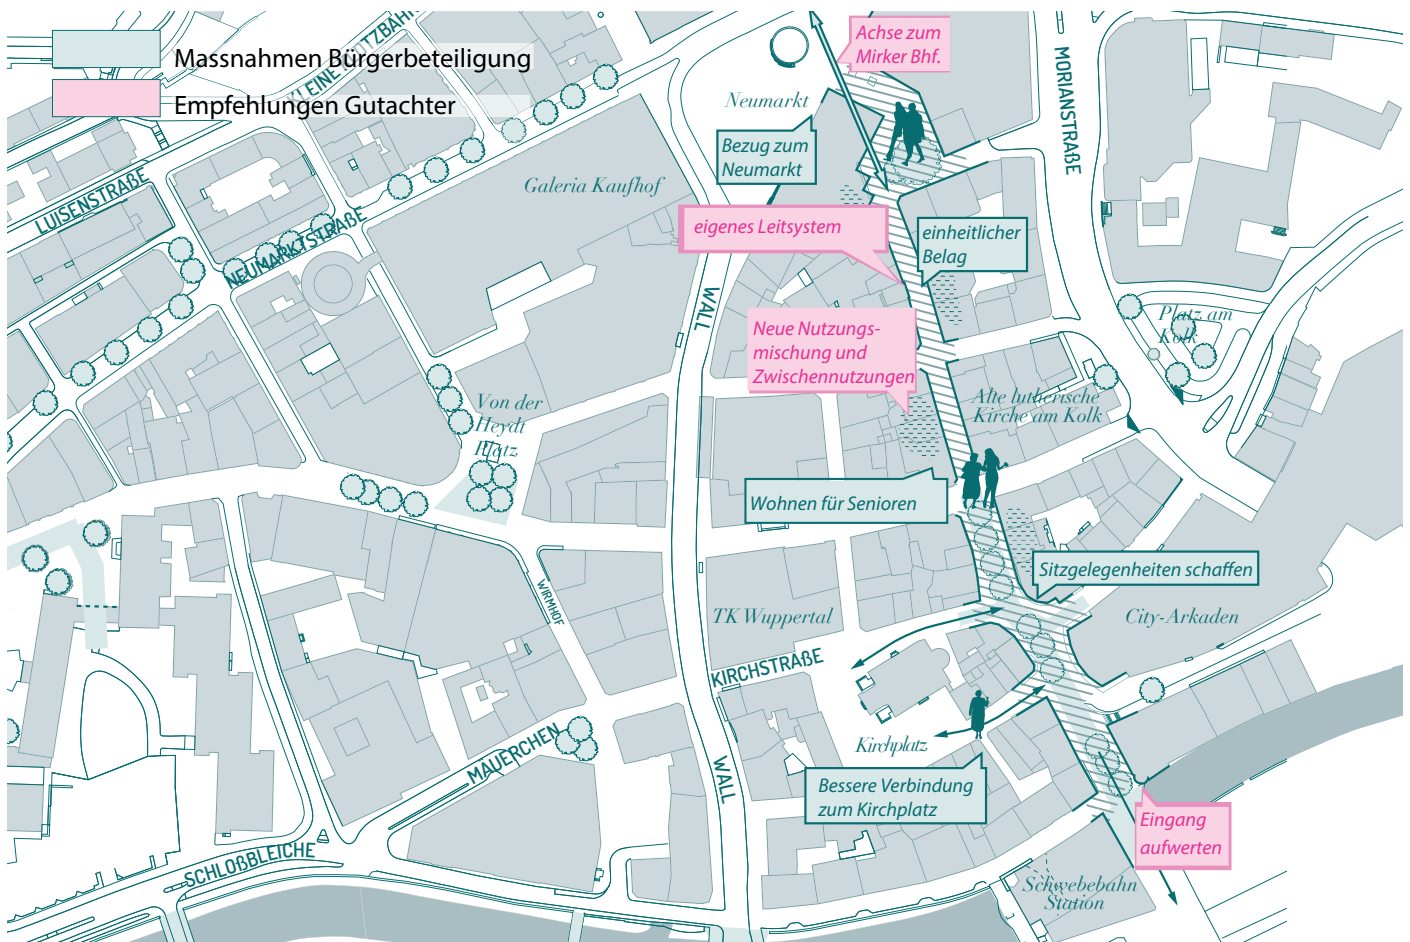 Massnahmen Bürgerbeteiligung
Empfehlungen Gutachter
Achse zum
Mirker Bhf.
Neumarkt
Bezug zum
Neumarkt
MORIANSTRAßE
Galeria Kaufhof
LUISENSTRAßE
NEUMARKTSTRAßE
eigenes Leitsystem
einheitlicher
Belag
WALL
Neue Nutzungs-
mischung und
Zwischennutzungen
Platz am
Kolk
Von der
Heydt
Platz
Alte lutherische
Kirche am Kolk
Wohnen für Senioren
Sitzgelegenheiten schaffen
WIRMHOF
TK Wuppertal
City-Arkaden
KIRCHSTRAßE
Kirchplatz
MÄUERCHEN
WALL
Bessere Verbindung
zum Kirchplatz
Eingang
aufwerten
SCHLOßBLEICHE
Schwebebahn
Station